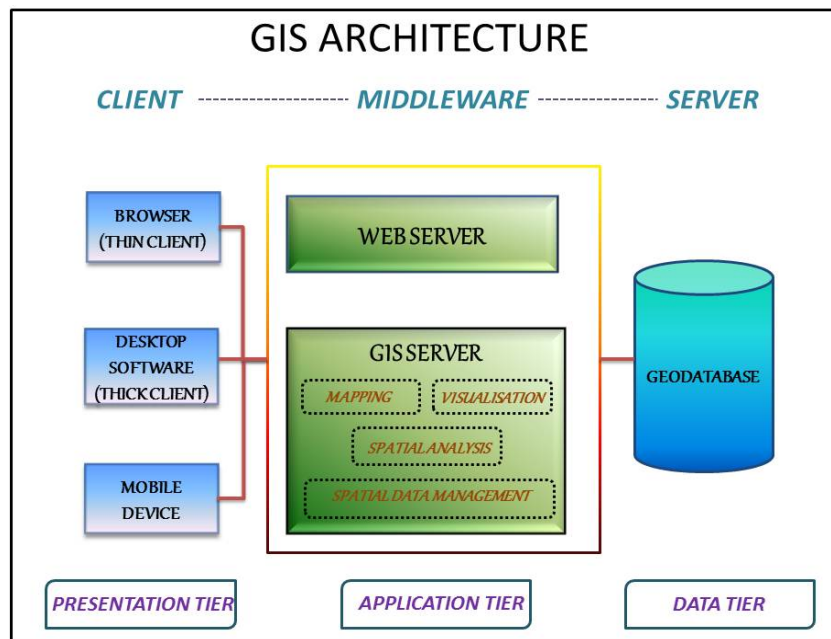 GIS ARCHITECTURE
CLIENT MIDDLEWARE SERVER
BROWSER
(THIN CLIENT)
DESKTOP
SOFTWARE
(THICK CLIENT)
MOBILE
DEVICE
WEB SERVER
GIS SERVER
MAPPING VISUALISATION
SPATIAL ANALYSIS
SPATIAL DATA MANAGEMENT
GEODATABASE
PRESENTATION TIER APPLICATION TIER DATA TIER